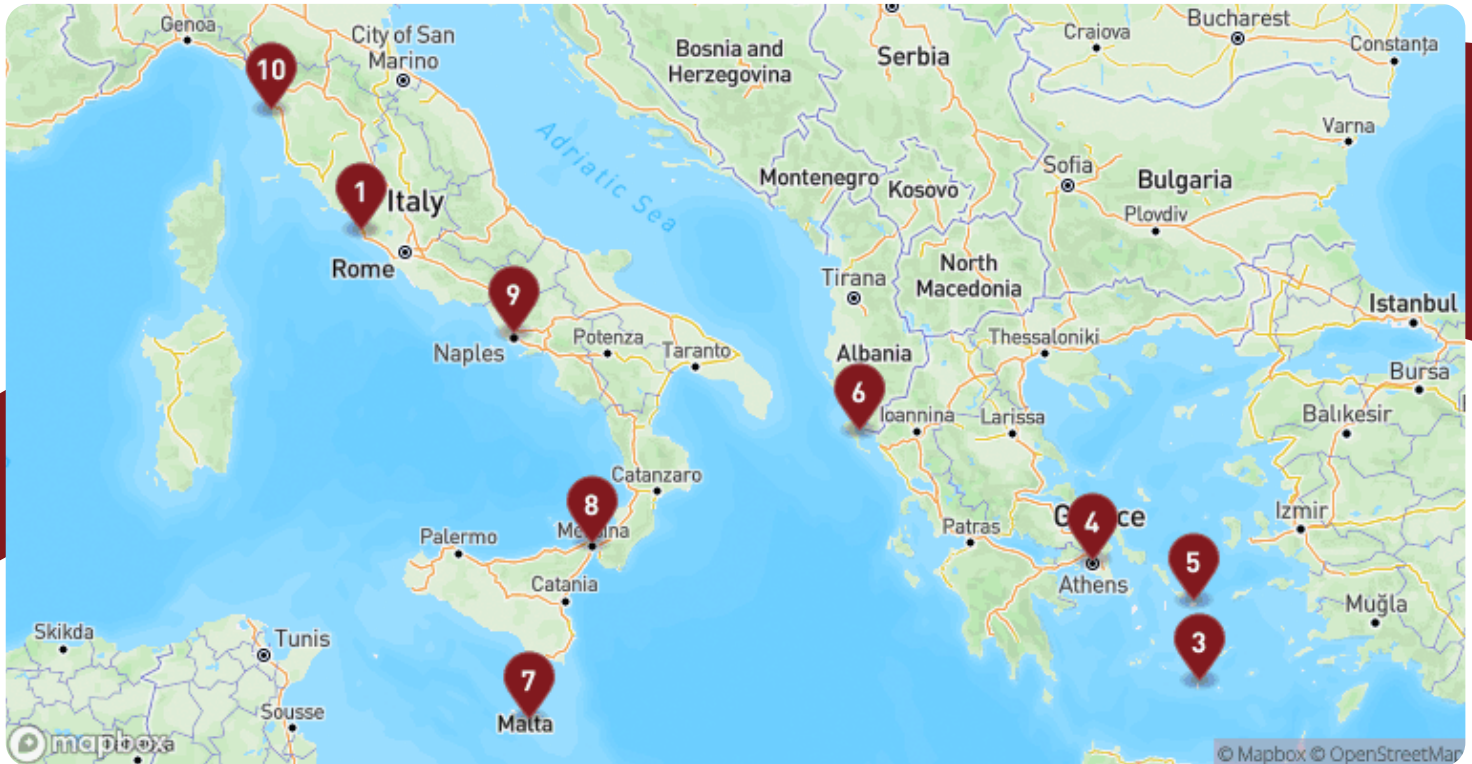 Genoa
City of San
Marino
Bosnia and
Herzegovina
Serbia
Craiova
Bucharest
Constanța
10
Adriatic Sea
Varna
Montenegro
Kosovo
Sofia
Bulgaria
1
Italy
Plovdiv
Rome
Tirana
North
Macedonia
9
Istanbul
Naples
Potenza
Taranto
Albania
Thessaloniki
Bursa
6
Ioannina
Larissa
Balıkesir
Catanzaro
8
Palermo
Patras
4
Izmir
Catania
Athens
5
Muğla
Skikda
Tunis
3
7
Malta
Sousse
mapbox
© Mapbox © OpenStreetMap